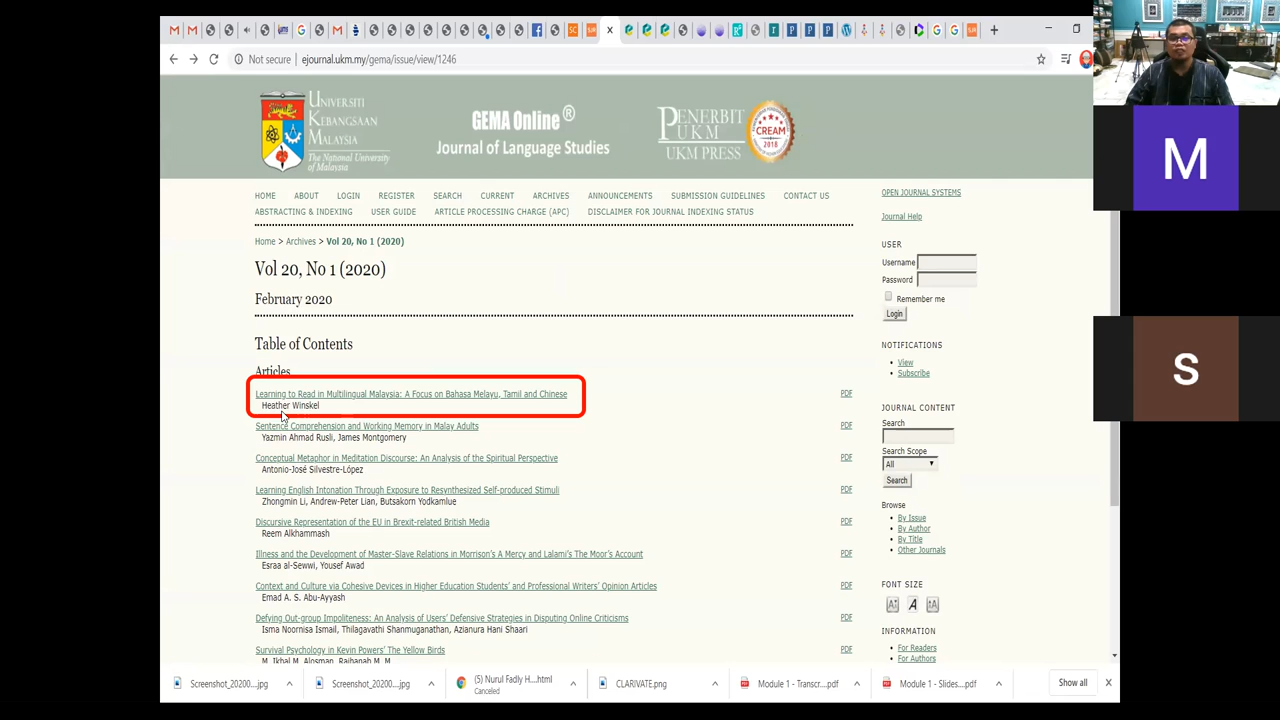 Not secure
ejournal.ukm.my/gema/issue/view/1246
UNIVERSITI
KEBANGSAAN
MALAYSIA
The National University
of Malaysia
GEMA Online®
Journal of Language Studies
PENERBIT
UKM
UKM PRESS
CREAM
2018
HOME ABOUT LOGIN REGISTER SEARCH CURRENT ARCHIVES ANNOUNCEMENTS SUBMISSION GUIDELINES CONTACT US
ABSTRACTING & INDEXING USER GUIDE ARTICLE PROCESSING CHARGE (APC) DISCLAIMER FOR JOURNAL INDEXING STATUS
Home > Archives > Vol 20, No 1 (2020)
Vol 20, No 1 (2020)
February 2020
Table of Contents
Articles
Learning to Read in Multilingual Malaysia: A Focus on Bahasa Melayu, Tamil and Chinese PDF
Heather Winskel
Sentence Comprehension and Working Memory in Malay Adults PDF
Yazmin Ahmad Rusli, James Montgomery
Conceptual Metaphor in Meditation Discourse: An Analysis of the Spiritual Perspective PDF
Antonio-José Silvestre-López
Learning English Intonation Through Exposure to Resynthesized Self-produced Stimuli PDF
Zhongmin Li, Andrew-Peter Lian, Butsakorn Yodkamlue
Discursive Representation of the EU in Brexit-related British Media PDF
Reem Alkhammash
Illness and the Development of Master-Slave Relations in Morrison's A Mercy and Lalami's The Moor's Account PDF
Esraa al-Sewwi, Yousef Awad
Context and Culture via Cohesive Devices in Higher Education Students' and Professional Writers' Opinion Articles PDF
Emad A. S. Abu-Ayyash
Defying Out-group Impoliteness: An Analysis of Users' Defensive Strategies in Disputing Online Criticisms PDF
Isma Noornisa Ismail, Thilagavathi Shanmuganathan, Azianura Hani Shaari
Survival Psychology in Kevin Powers' The Yellow Birds PDF
M. Ikbal M. Alosman, Raihanah M. M.
OPEN JOURNAL SYSTEMS
Journal Help
USER
Username
Password
Remember me
Login
NOTIFICATIONS
View
Subscribe
JOURNAL CONTENT
Search
Search Scope
All
Search
Browse
By Issue
By Author
By Title
Other Journals
FONT SIZE
INFORMATION
For Readers
For Authors
Screenshot_20200....jpg
Screenshot_20200....jpg
(5) Nurul Fadly H....html
Canceled
CLARIVATE.png
Module 1 - Transcr....pdf
Module 1 - Slides....pdf
Show all
M
S